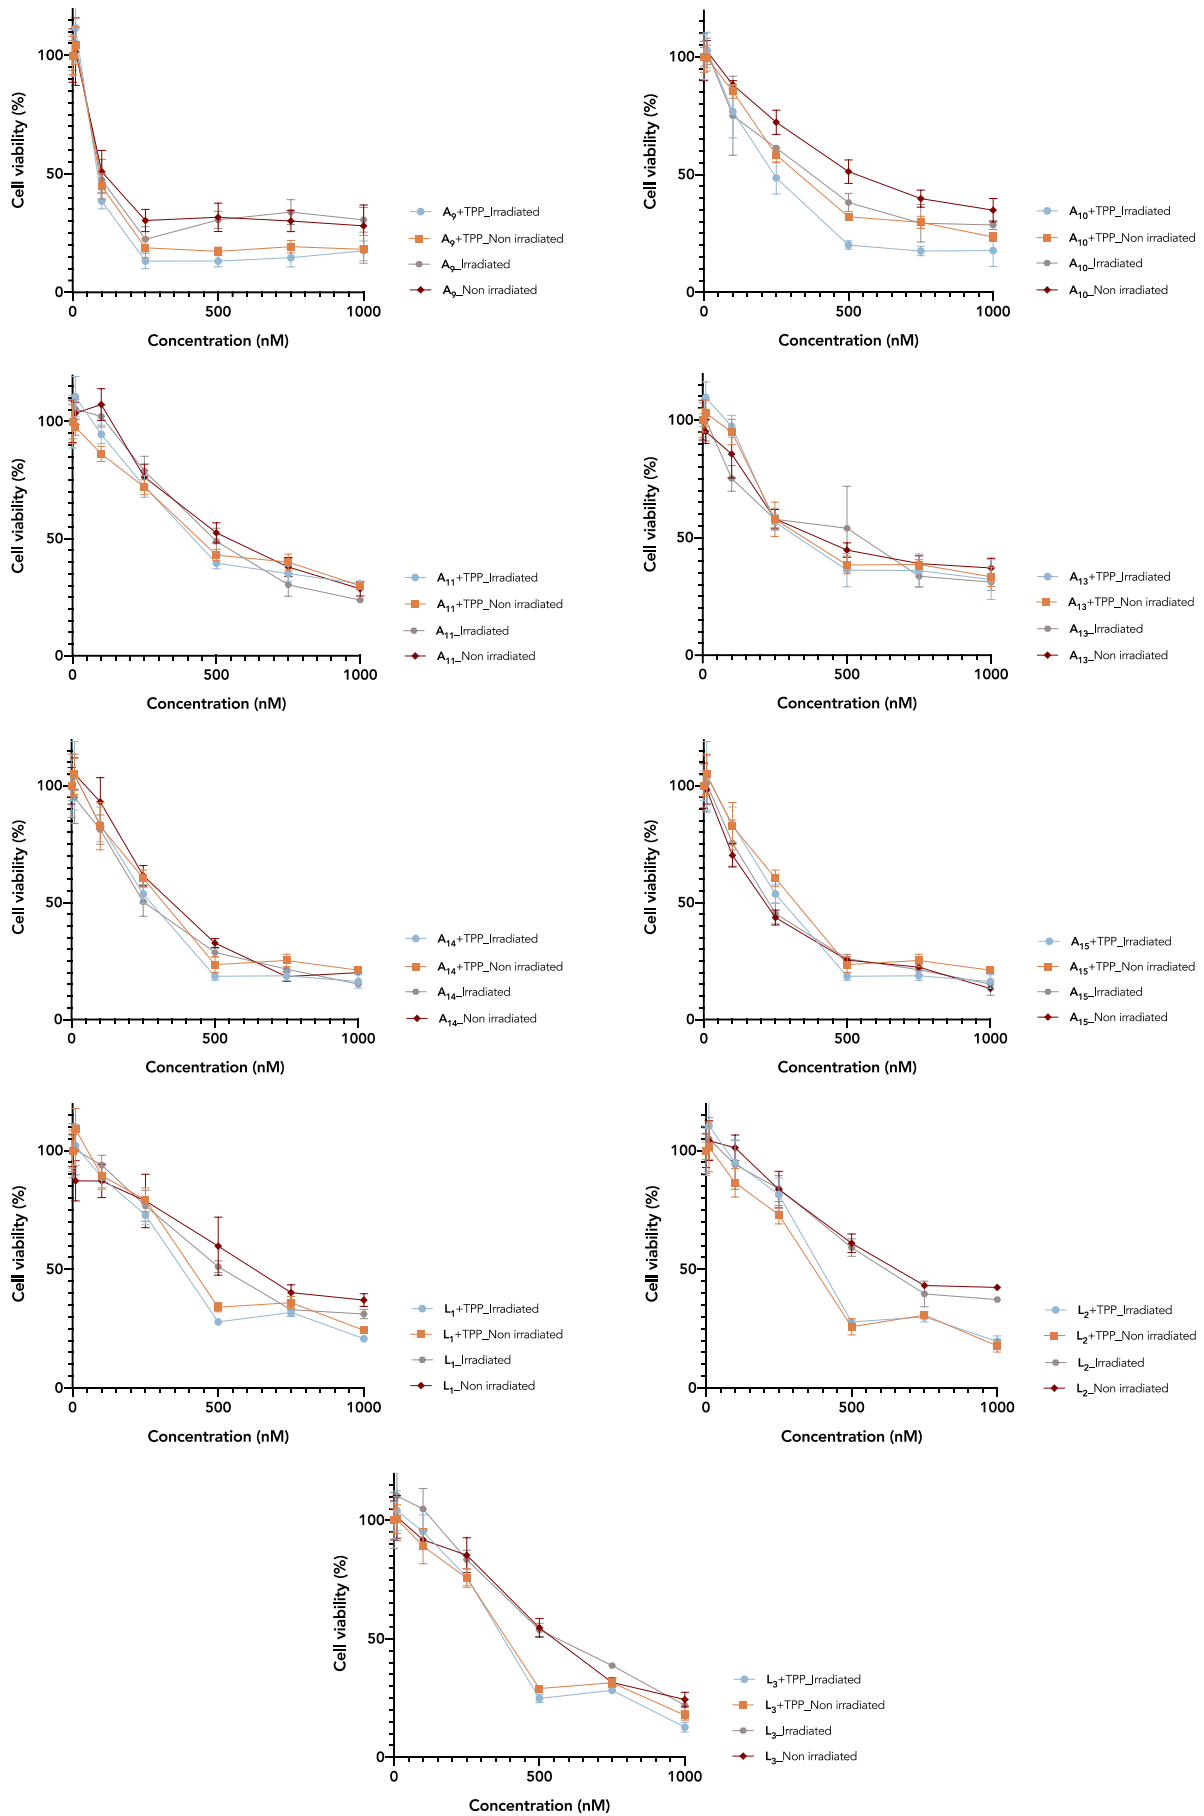 Cell viability (%)
100
50
0
0 500 1000
Concentration (nM)
A9+TPP_Irradiated
A9+TPP_Non irradiated
A9_Irradiated
A9_Non irradiated
Cell viability (%)
100
50
0
0 500 1000
Concentration (nM)
A10+TPP_Irradiated
A10+TPP_Non irradiated
A10_Irradiated
A10_Non irradiated
Cell viability (%)
100
50
0
0 500 1000
Concentration (nM)
A11+TPP_Irradiated
A11+TPP_Non irradiated
A11_Irradiated
A11_Non irradiated
Cell viability (%)
100
50
0
0 500 1000
Concentration (nM)
A13+TPP_Irradiated
A13+TPP_Non irradiated
A13_Irradiated
A13_Non irradiated
Cell viability (%)
100
50
0
0 500 1000
Concentration (nM)
A14+TPP_Irradiated
A14+TPP_Non irradiated
A14_Irradiated
A14_Non irradiated
Cell viability (%)
100
50
0
0 500 1000
Concentration (nM)
A15+TPP_Irradiated
A15+TPP_Non irradiated
A15_Irradiated
A15_Non irradiated
Cell viability (%)
100
50
0
0 500 1000
Concentration (nM)
L1+TPP_Irradiated
L1+TPP_Non irradiated
L1_Irradiated
L1_Non irradiated
Cell viability (%)
100
50
0
0 500 1000
Concentration (nM)
L2+TPP_Irradiated
L2+TPP_Non irradiated
L2_Irradiated
L2_Non irradiated
Cell viability (%)
100
50
0
0 500 1000
Concentration (nM)
L3+TPP_Irradiated
L3+TPP_Non irradiated
L3_Irradiated
L3_Non irradiated